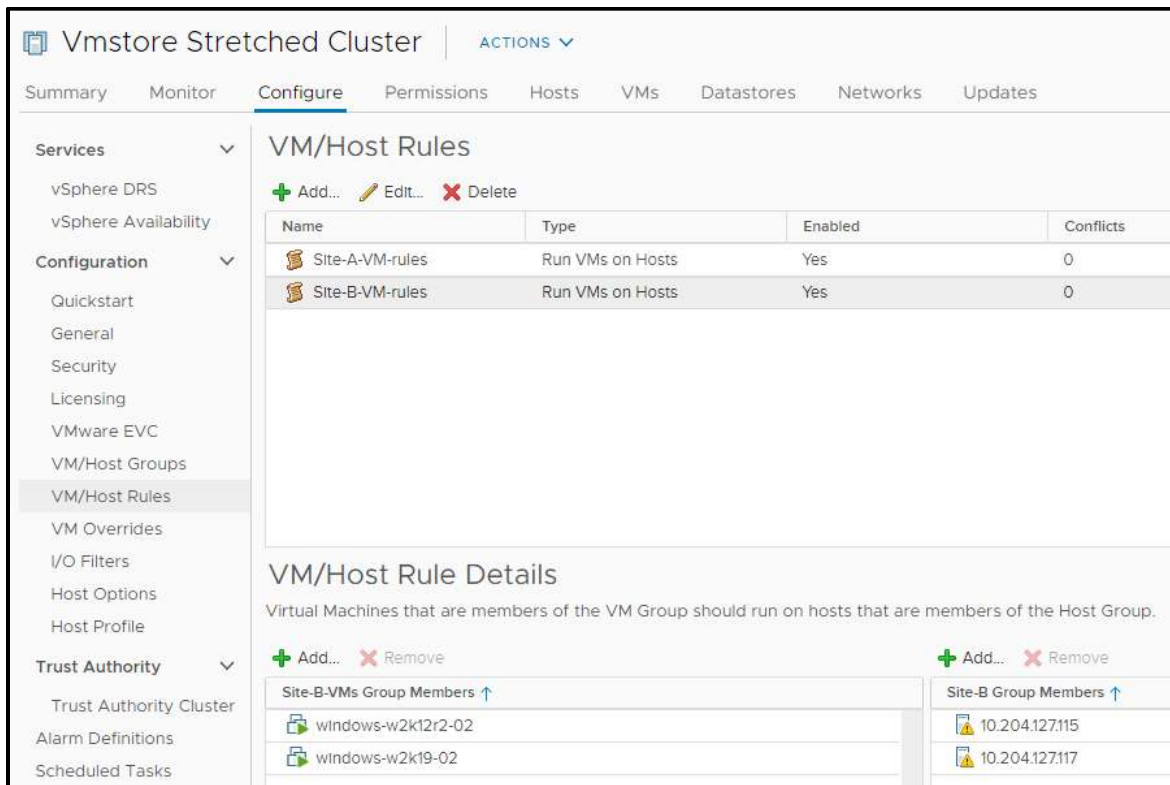 Vmstore Stretched Cluster ACTIONS
Summary Monitor Configure Permissions Hosts VMs Datastores Networks Updates
Services
vSphere DRS
vSphere Availability
Configuration
Quickstart
General
Security
Licensing
VMware EVC
VM/Host Groups
VM/Host Rules
VM Overrides
I/O Filters
Host Options
Host Profile
Trust Authority
Trust Authority Cluster
Alarm Definitions
Scheduled Tasks
VM/Host Rules
Add... Edit... Delete
Name Type Enabled Conflicts
Site-A-VM-rules Run VMs on Hosts Yes 0
Site-B-VM-rules Run VMs on Hosts Yes 0
VM/Host Rule Details
Virtual Machines that are members of the VM Group should run on hosts that are members of the Host Group.
Add... Remove
Site-B-VMs Group Members ↑
windows-w2k12r2-02
windows-w2k19-02
Add... Remove
Site-B Group Members ↑
10.204.127.115
10.204.127.117